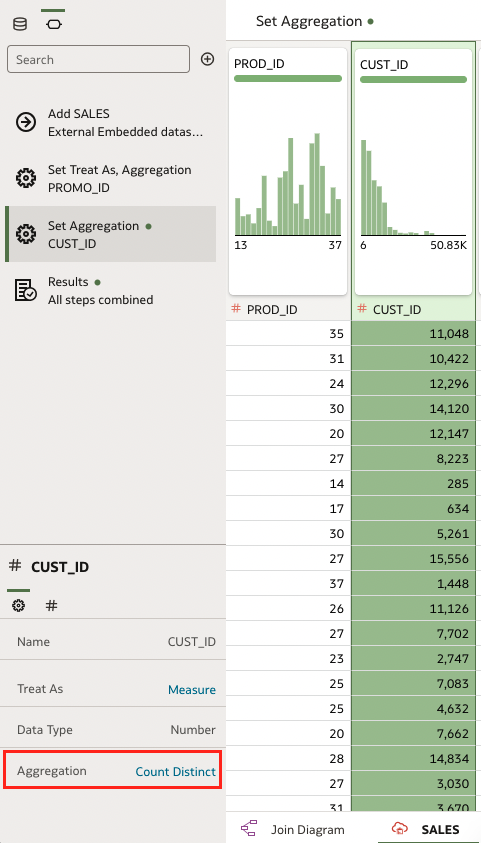 Search
Add SALES
External Embedded datas...
Set Treat As, Aggregation
PROMO_ID
Set Aggregation
CUST_ID
Results
All steps combined
# CUST_ID
#
Name CUST_ID
Treat As Measure
Data Type Number
Aggregation Count Distinct
Set Aggregation
PROD_ID CUST_ID
13 37 6 50.83K
# PROD_ID # CUST_ID
35 11,048
31 10,422
24 12,296
30 14,120
20 12,147
27 8,223
14 285
17 634
30 5,261
27 15,556
37 1,448
26 11,126
27 7,702
23 2,747
25 7,083
25 4,632
20 7,662
28 14,834
27 3,030
31 3,670
Join Diagram SALES